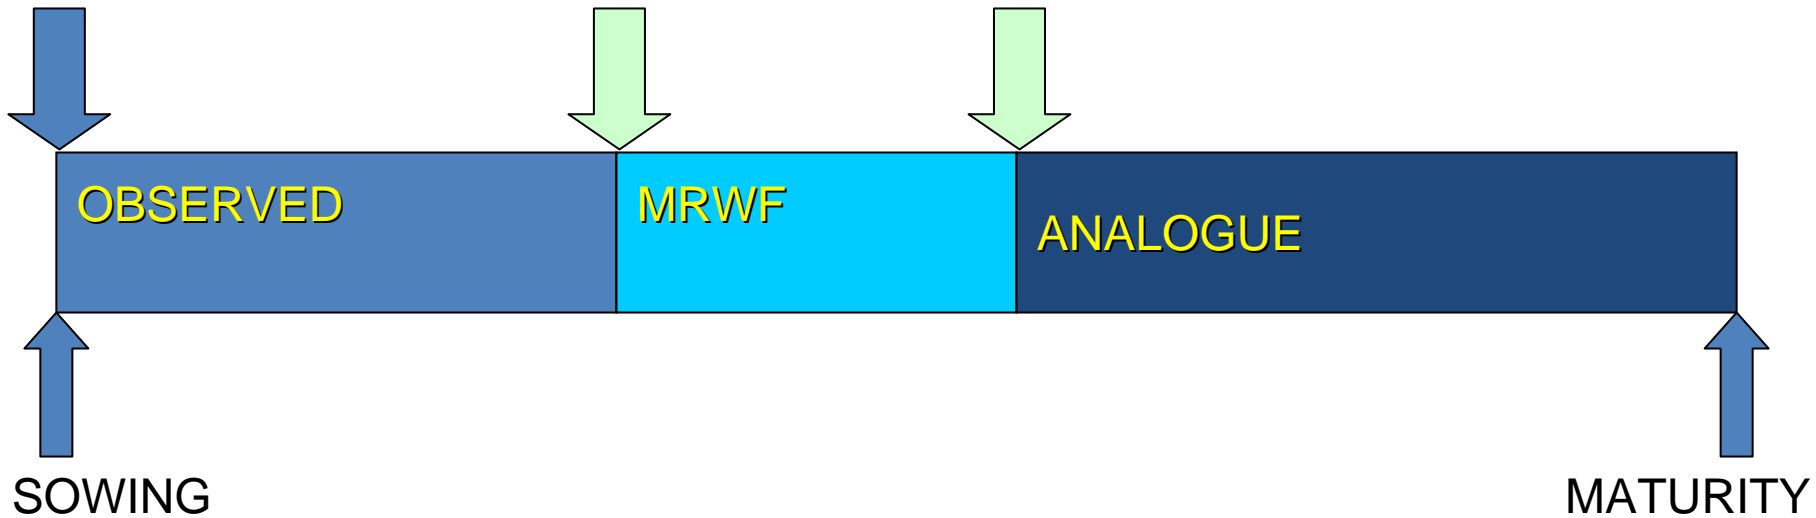 OBSERVED
MRWF
ANALOGUE
SOWING
MATURITY